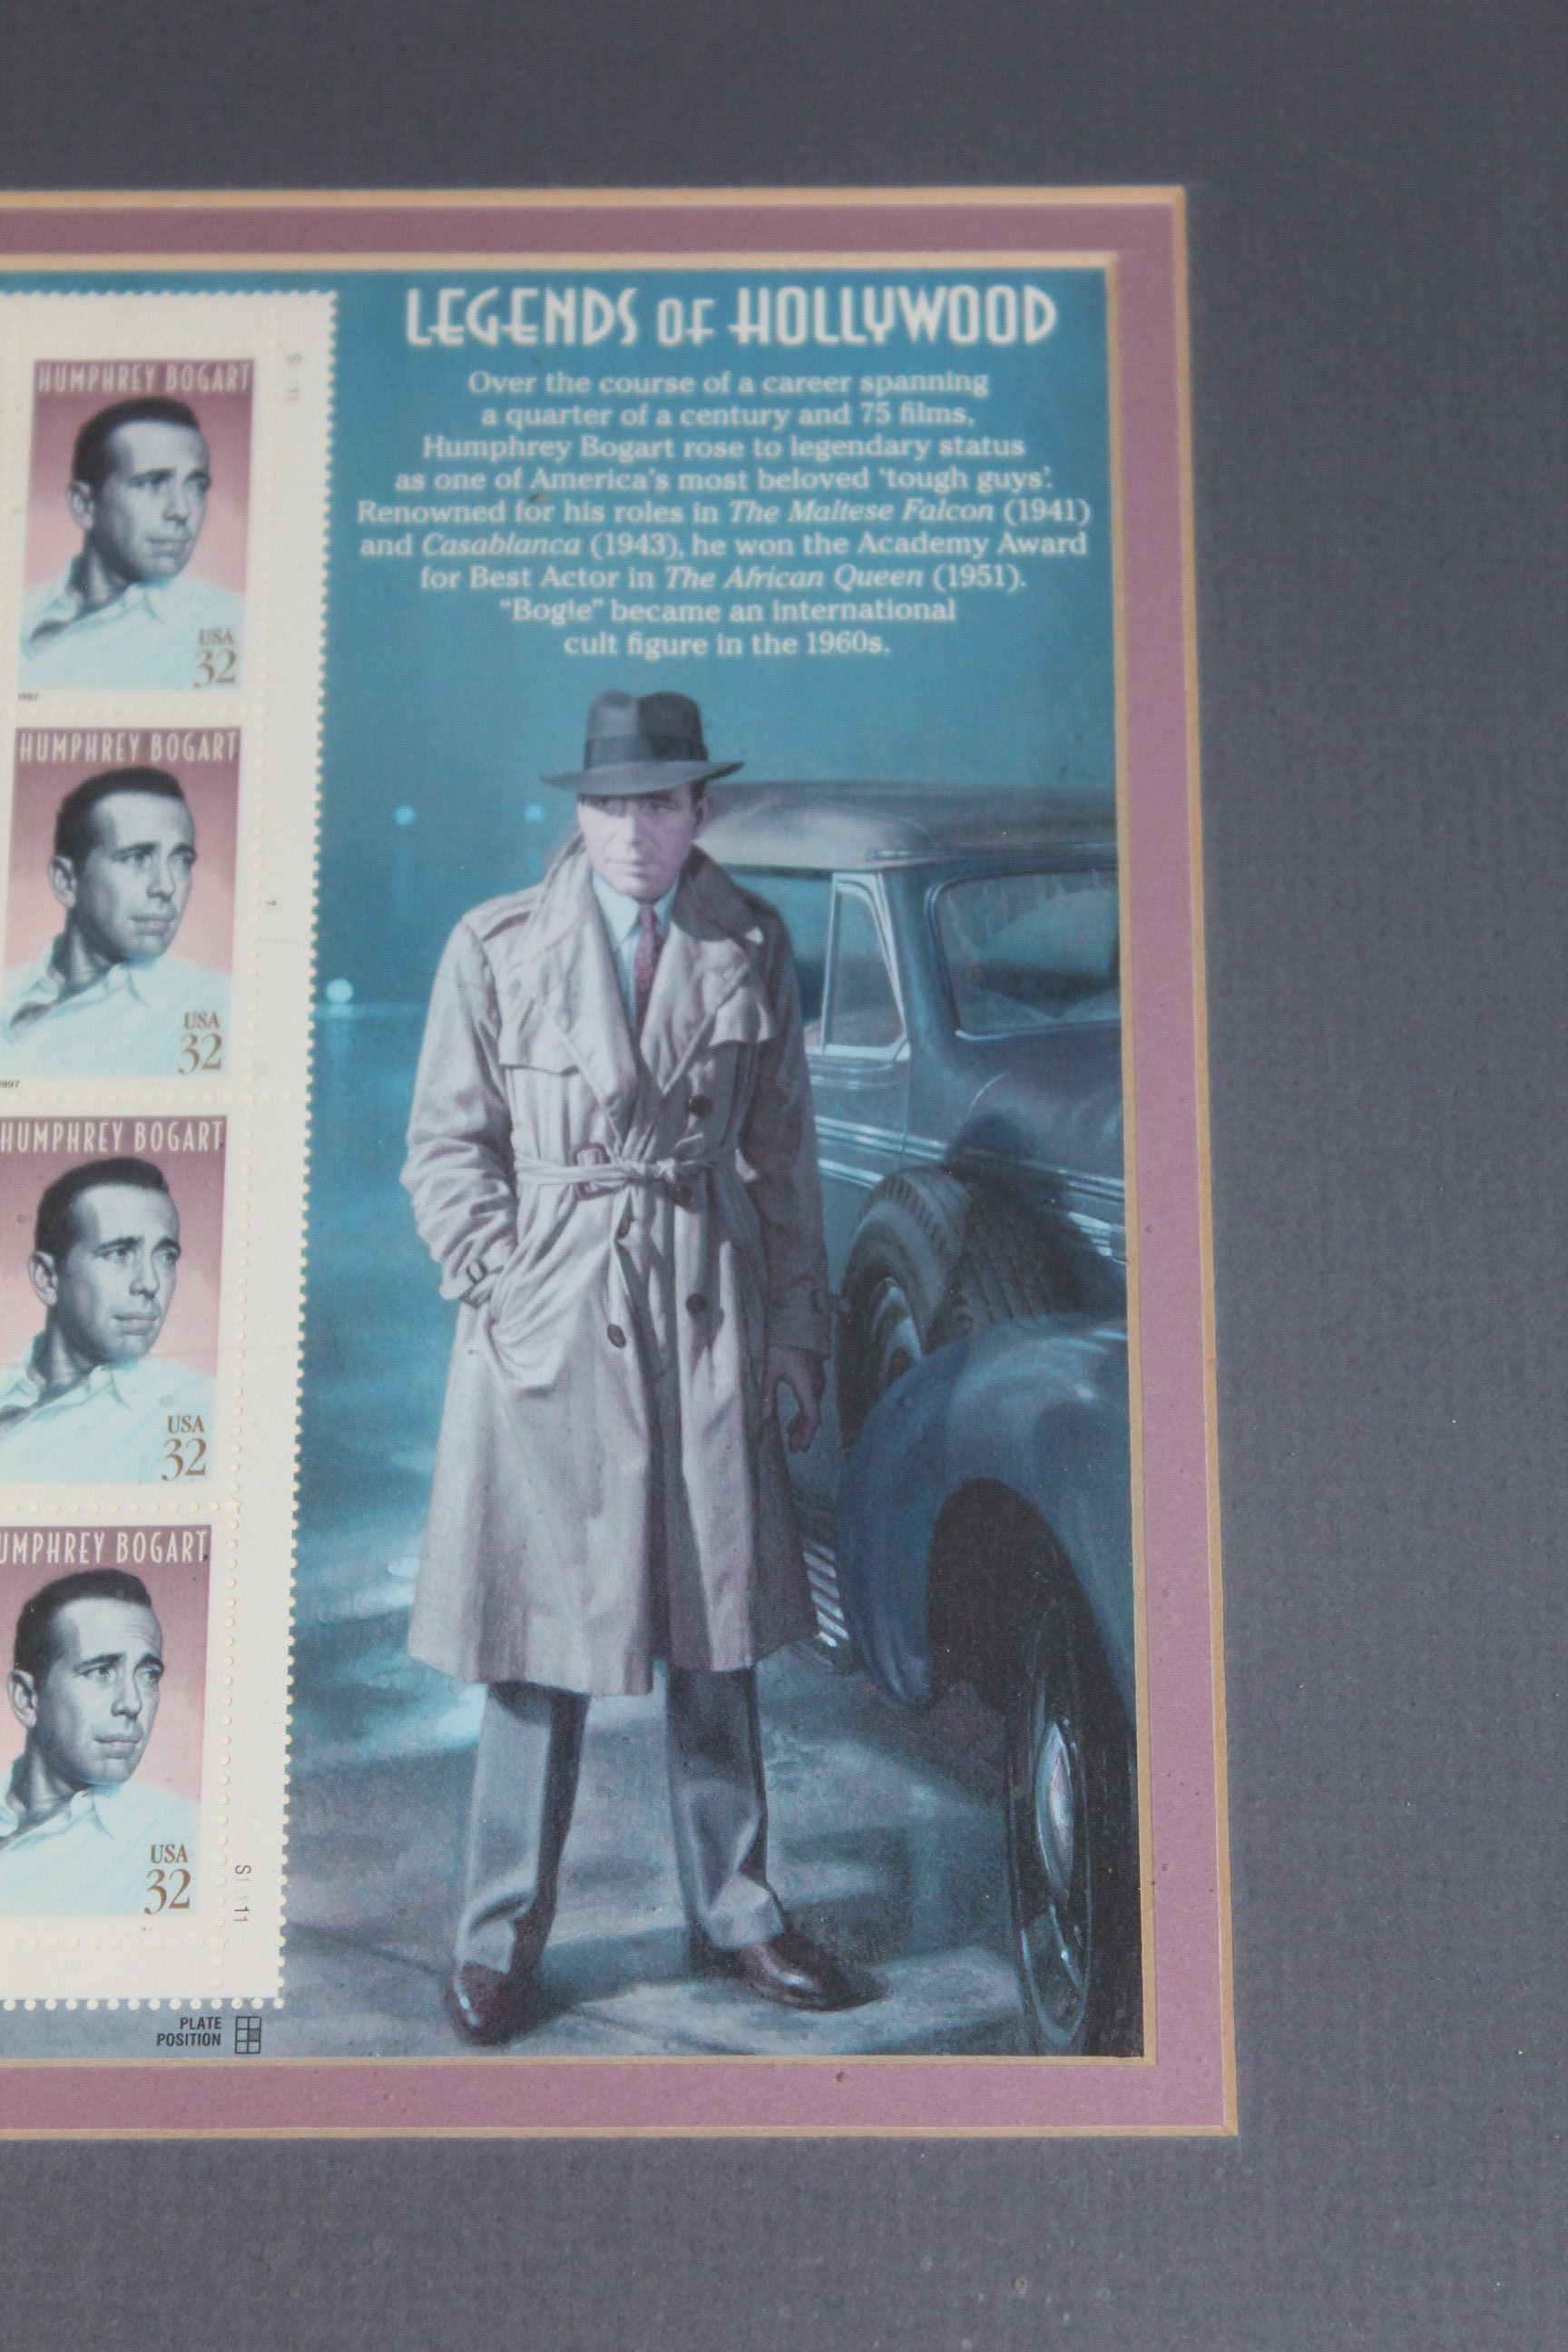 LEGENDS OF HOLLYWOOD
Over the course of a career spanning
a quarter of a century and 75 films,
Humphrey Bogart rose to legendary status
as one of America's most beloved 'tough guys'.
Renowned for his roles in The Maltese Falcon (1941)
and Casablanca (1943), he won the Academy Award
for Best Actor in The African Queen (1951).
"Bogie" became an international
cult figure in the 1960s.
HUMPHREY BOGART
USA
32
1997
HUMPHREY BOGART
USA
32
1997
1
HUMPHREY BOGART
USA
32
UMPHREY BOGART
USA
32
PLATE
POSITION